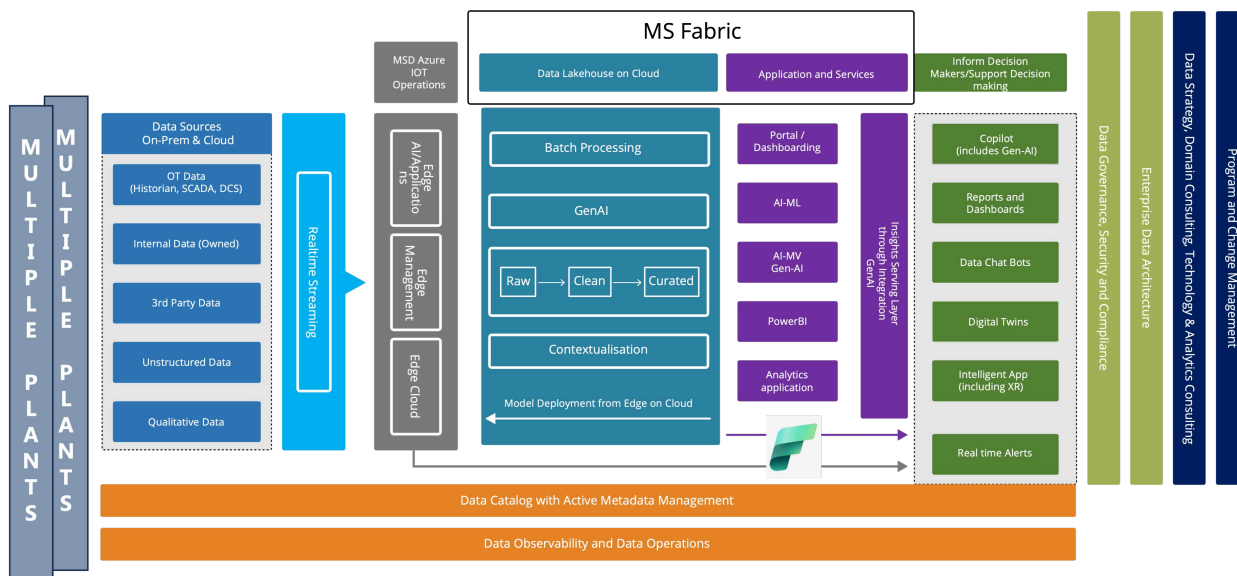 MS Fabric
MSD Azure
IOT
Operations
Data Lakehouse on Cloud
Application and Services
Inform Decision
Makers/Support Decision
making
MULTIPLE PLANTS
MULTIPLE PLANTS
Data Sources
On-Prem & Cloud
OT Data
(Historian, SCADA, DCS)
Internal Data (Owned)
3rd Party Data
Unstructured Data
Qualitative Data
Realtime Streaming
Edge
AI/Applicatio
ns
Edge
Management
Edge Cloud
Batch Processing
GenAI
Raw
Clean
Curated
Contextualisation
Model Deployment from Edge on Cloud
Portal /
Dashboarding
AI-ML
AI-MV
Gen-AI
PowerBI
Analytics
application
Insights Serving Layer
through Integration
GenAI
Copilot
(includes Gen-AI)
Reports and
Dashboards
Data Chat Bots
Digital Twins
Intelligent App
(including XR)
Real time Alerts
Data Governance, Security and Compliance
Enterprise Data Architecture
Data Strategy, Domain Consulting, Technology & Analytics Consulting
Program and Change Management
Data Catalog with Active Metadata Management
Data Observability and Data Operations